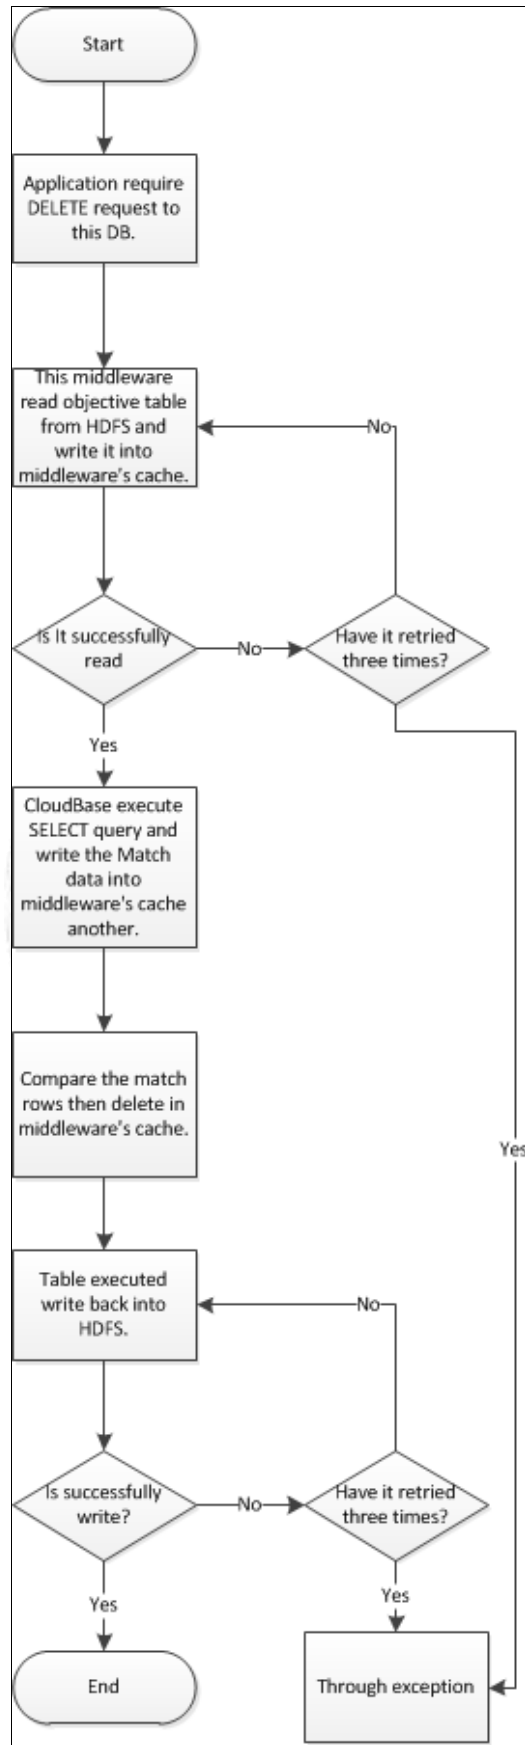 Start
Application require
DELETE request to
this DB.
This middleware
read objective table
from HDFS and
write it into
middleware's cache.
No
Is It successfully
read
No
Have it retried
three times?
Yes
CloudBase execute
SELECT query and
write the Match
data into
middleware's cache
another.
Compare the match
rows then delete in
middleware's cache.
Yes
Table executed
write back into
HDFS.
No
Is successfully
write?
No
Have it retried
three times?
Yes
Yes
End
Through exception